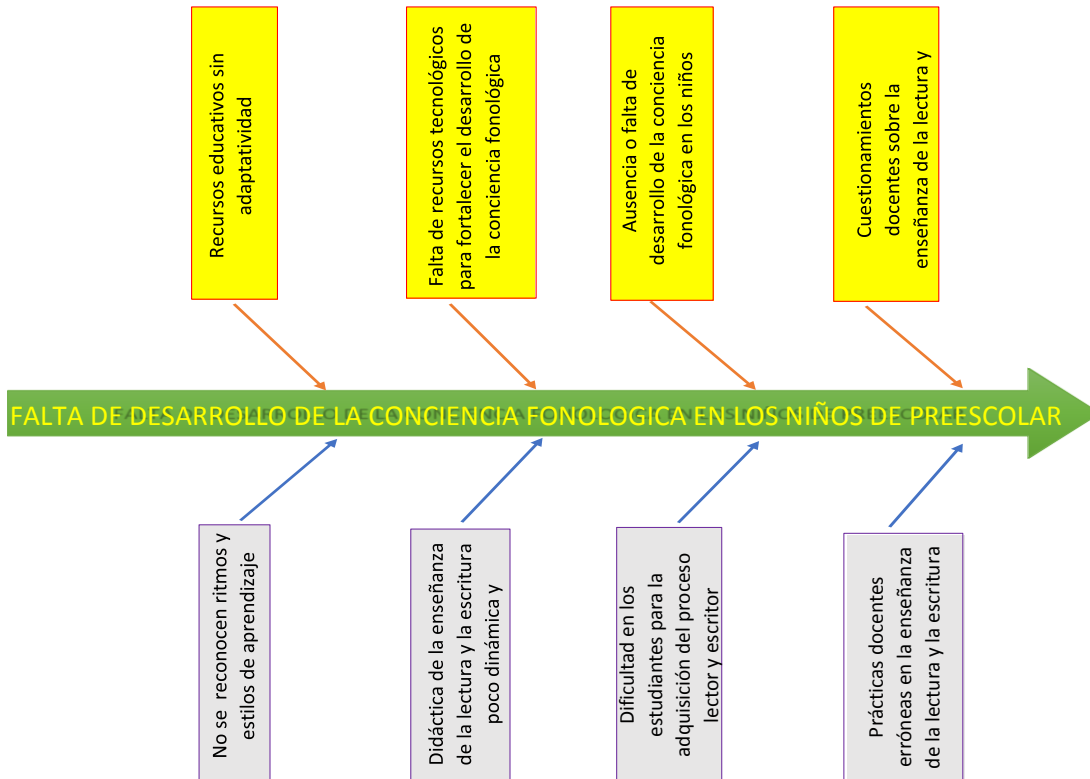 Recursos educativos sin
adaptatividad
Falta de recursos tecnológicos
para fortalecer el desarrollo de
la conciencia fonológica
Ausencia o falta de
desarrollo de la conciencia
fonológica en los niños
Cuestionamientos
docentes sobre la
enseñanza de la lectura y
FALTA DE DESARROLLO DE LA CONCIENCIA FONOLOGICA EN LOS NIÑOS DE PREESCOLAR
No se reconocen ritmos y
estilos de aprendizaje
Didáctica de la enseñanza
de la lectura y la escritura
poco dinámica y
Dificultad en los
estudiantes para la
adquisición del proceso
lector y escritor
Prácticas docentes
erróneas en la enseñanza
de la lectura y la escritura